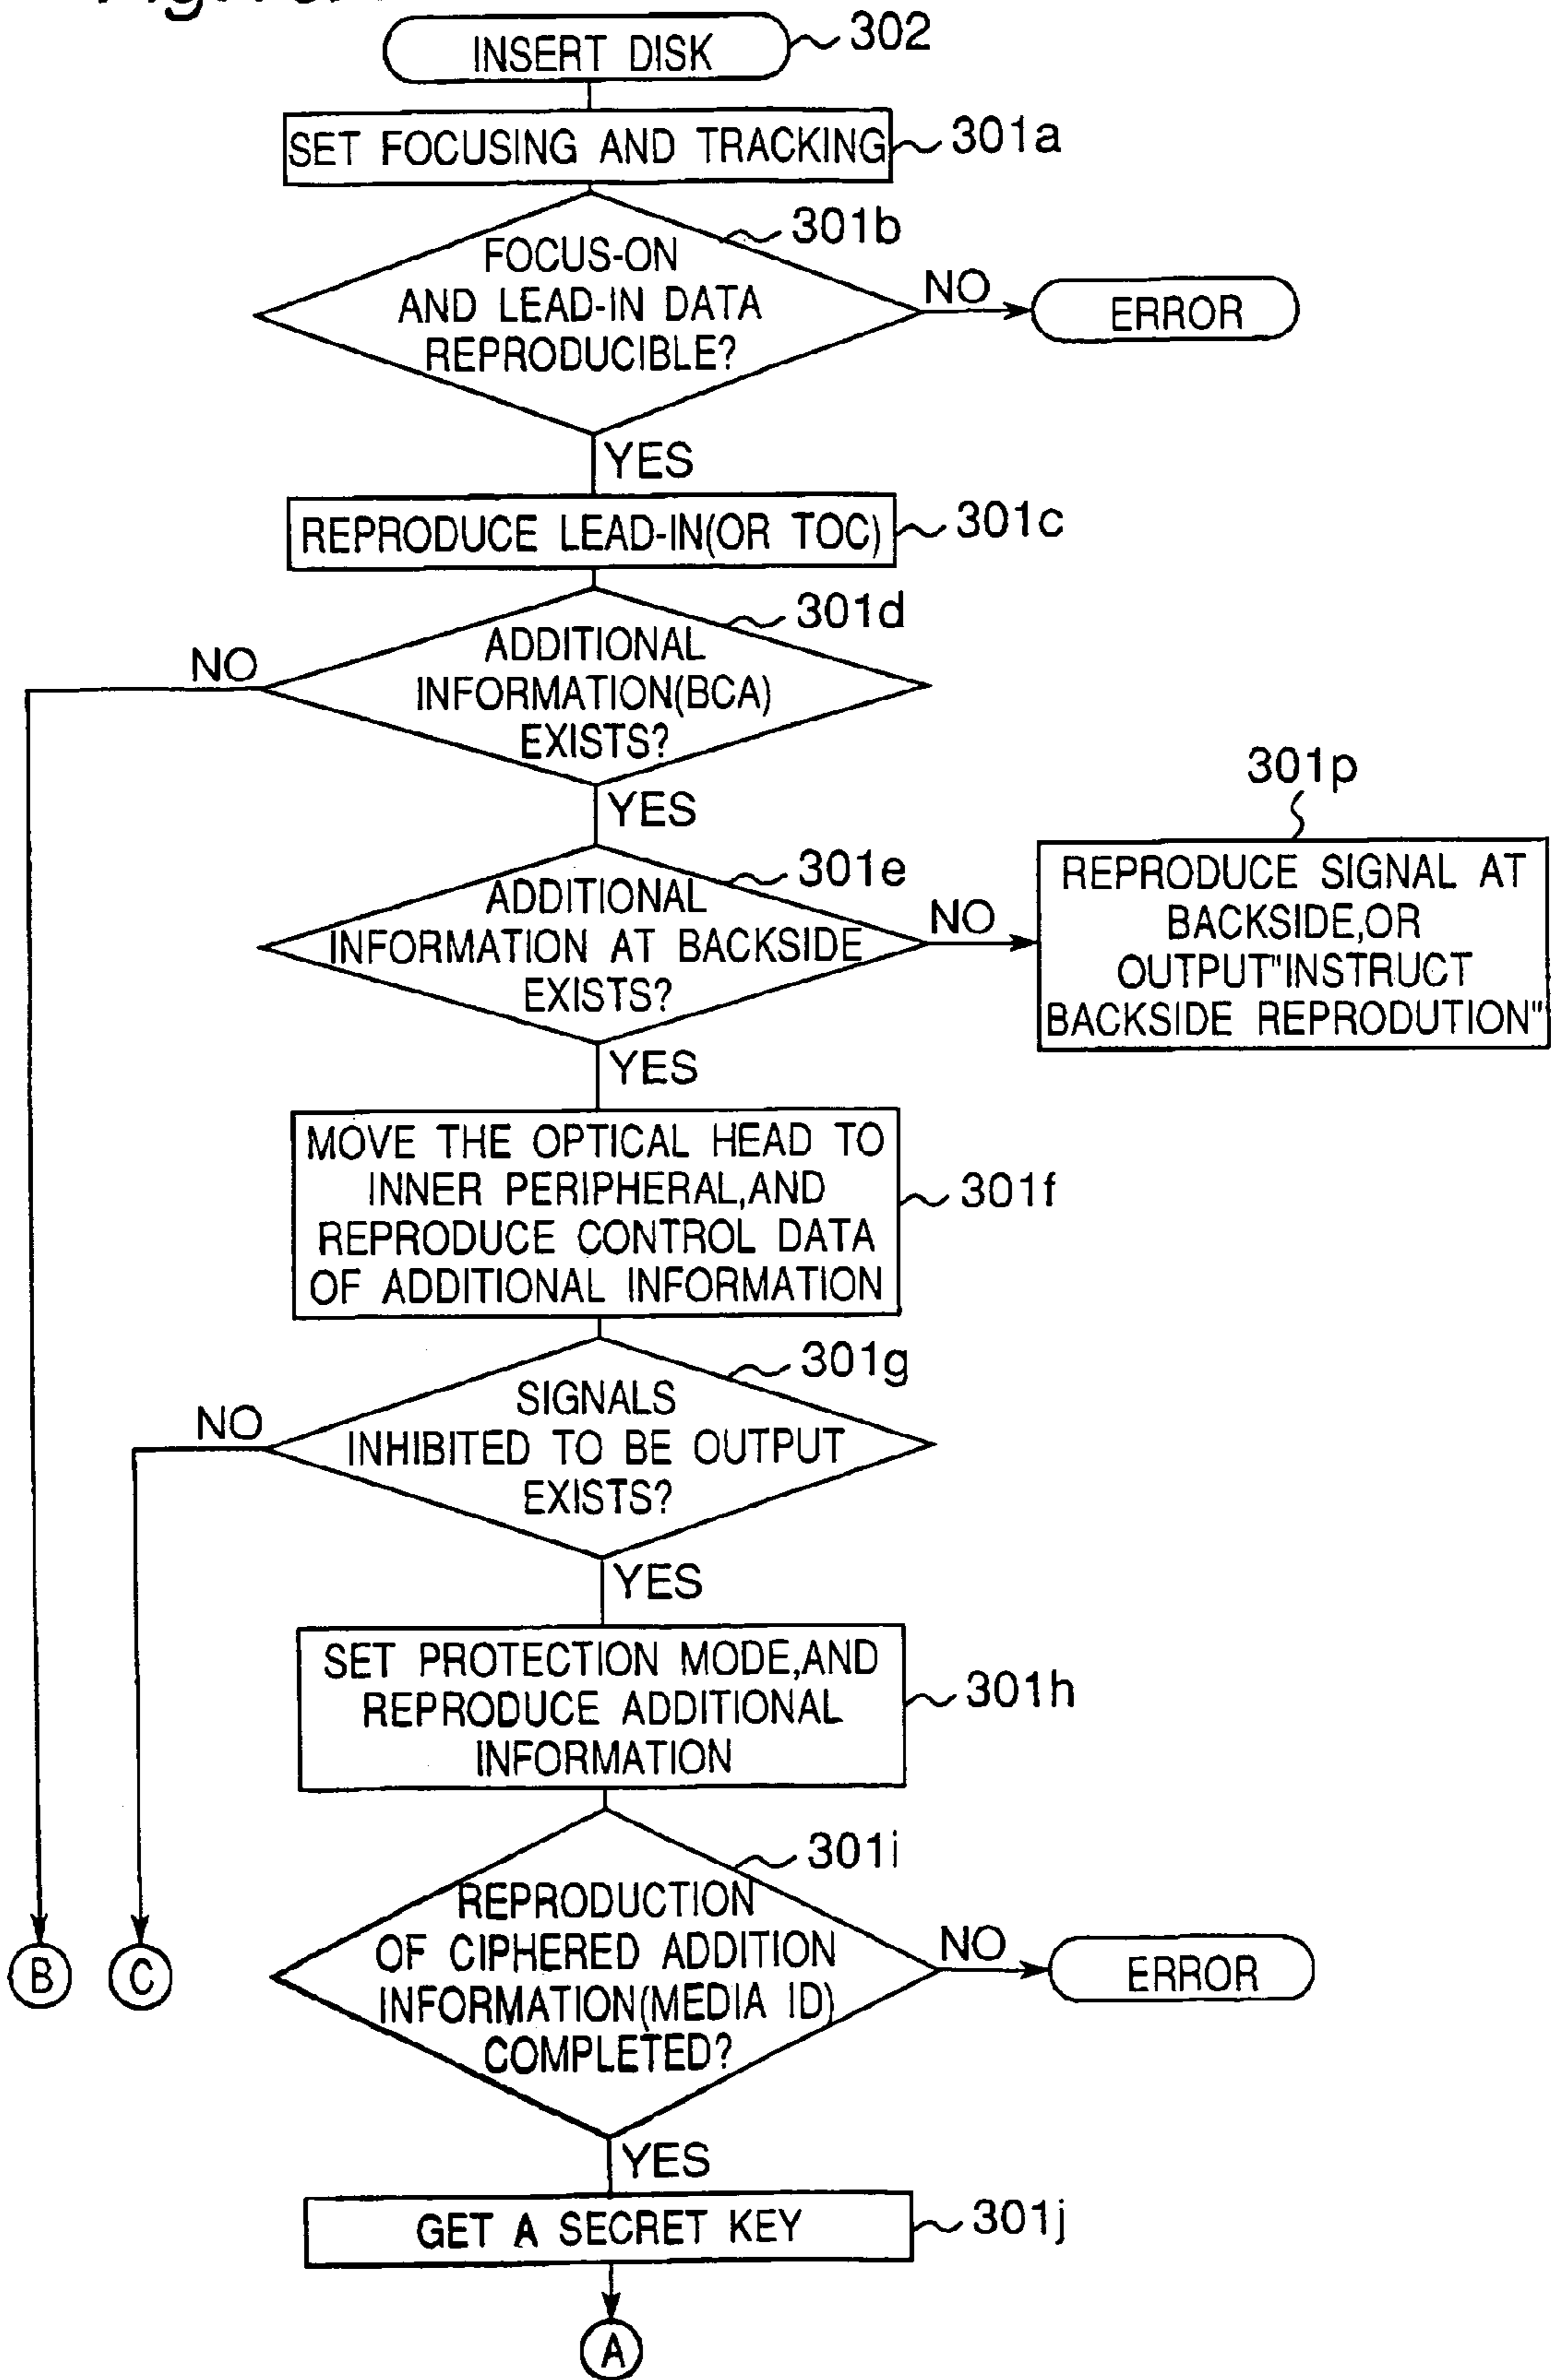 INSERT DISK
302
SET FOCUSING AND TRACKING
301a
301b
FOCUS-ON
AND LEAD-IN DATA
REPRODUCIBLE?
NO
ERROR
YES
REPRODUCE LEAD-IN(OR TOC)
301c
301d
ADDITIONAL
INFORMATION(BCA)
EXISTS?
NO
YES
301e
ADDITIONAL
INFORMATION AT BACKSIDE
EXISTS?
NO
301p
REPRODUCE SIGNAL AT
BACKSIDE,OR
OUTPUT"INSTRUCT
BACKSIDE REPRODUTION"
YES
MOVE THE OPTICAL HEAD TO
INNER PERIPHERAL,AND
REPRODUCE CONTROL DATA
OF ADDITIONAL INFORMATION
301f
301g
SIGNALS
INHIBITED TO BE OUTPUT
EXISTS?
NO
YES
SET PROTECTION MODE,AND
REPRODUCE ADDITIONAL
INFORMATION
301h
301i
REPRODUCTION
OF CIPHERED ADDITION
INFORMATION(MEDIA ID)
COMPLETED?
NO
ERROR
B
C
YES
GET A SECRET KEY
301j
A